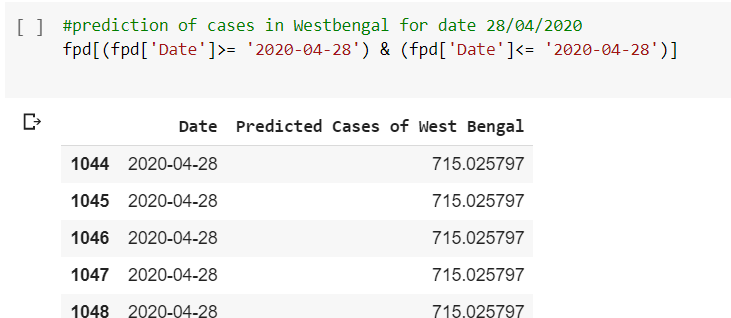 [ ] #prediction of cases in Westbengal for date 28/04/2020
fpd[(fpd['Date']>= '2020-04-28') & (fpd['Date']<= '2020-04-28')]
Date Predicted Cases of West Bengal
1044 2020-04-28 715.025797
1045 2020-04-28 715.025797
1046 2020-04-28 715.025797
1047 2020-04-28 715.025797
1048 2020-04-28 715.025797